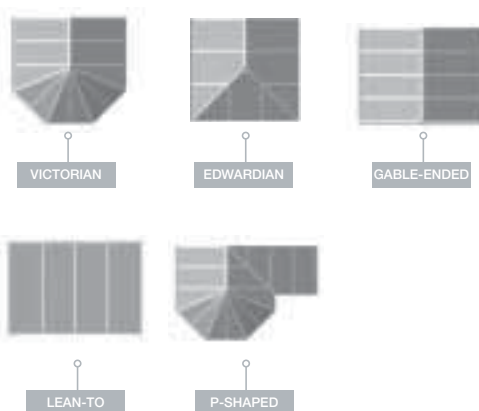 VICTORIAN
EDWARDIAN
GABLE-ENDED
LEAN-TO
P-SHAPED